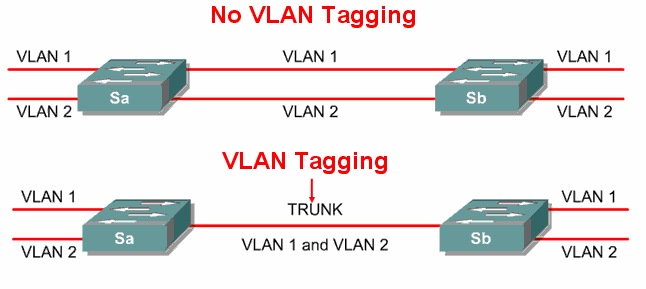 No VLAN Tagging
VLAN 1 VLAN 1 VLAN 1
Sa Sb
VLAN 2 VLAN 2 VLAN 2
VLAN Tagging
VLAN 1 TRUNK VLAN 1
Sa Sb
VLAN 2 VLAN 1 and VLAN 2 VLAN 2